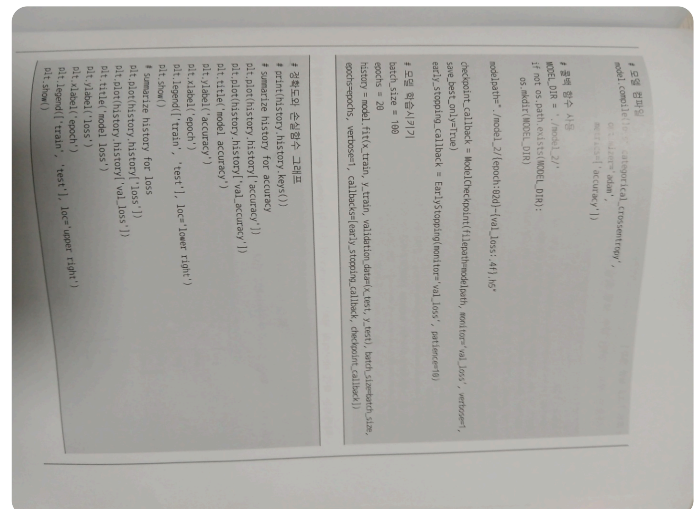 # 모델 컴파일
model.compile(loss='categorical_crossentropy',
optimizer='adam',
metrics=['accuracy'])
# 콜백 함수 사용
MODEL_DIR = './model_2/'
if not os.path.exists(MODEL_DIR):
os.mkdir(MODEL_DIR)
modelpath="./model_2/{epoch:02d}-{val_loss:.4f}.h5"
checkpoint_callback = ModelCheckpoint(filepath=modelpath, monitor='val_loss', verbose=1,
save_best_only=True)
early_stopping_callback = EarlyStopping(monitor='val_loss', patience=10)
# 모델 학습시키기
batch_size = 100
epochs = 20
history = model.fit(x_train, y_train, validation_data=(x_test, y_test), batch_size=batch_size,
epochs=epochs, verbose=1, callbacks=[early_stopping_callback, checkpoint_callback])
# 정확도와 손실함수 그래프
# print(history.history.keys())
# summarize history for accuracy
plt.plot(history.history['accuracy'])
plt.plot(history.history['val_accuracy'])
plt.title('model accuracy')
plt.ylabel('accuracy')
plt.xlabel('epoch')
plt.legend(['train', 'test'], loc='lower right')
plt.show()
# summarize history for loss
plt.plot(history.history['loss'])
plt.plot(history.history['val_loss'])
plt.title('model loss')
plt.ylabel('loss')
plt.xlabel('epoch')
plt.legend(['train', 'test'], loc='upper right')
plt.show()